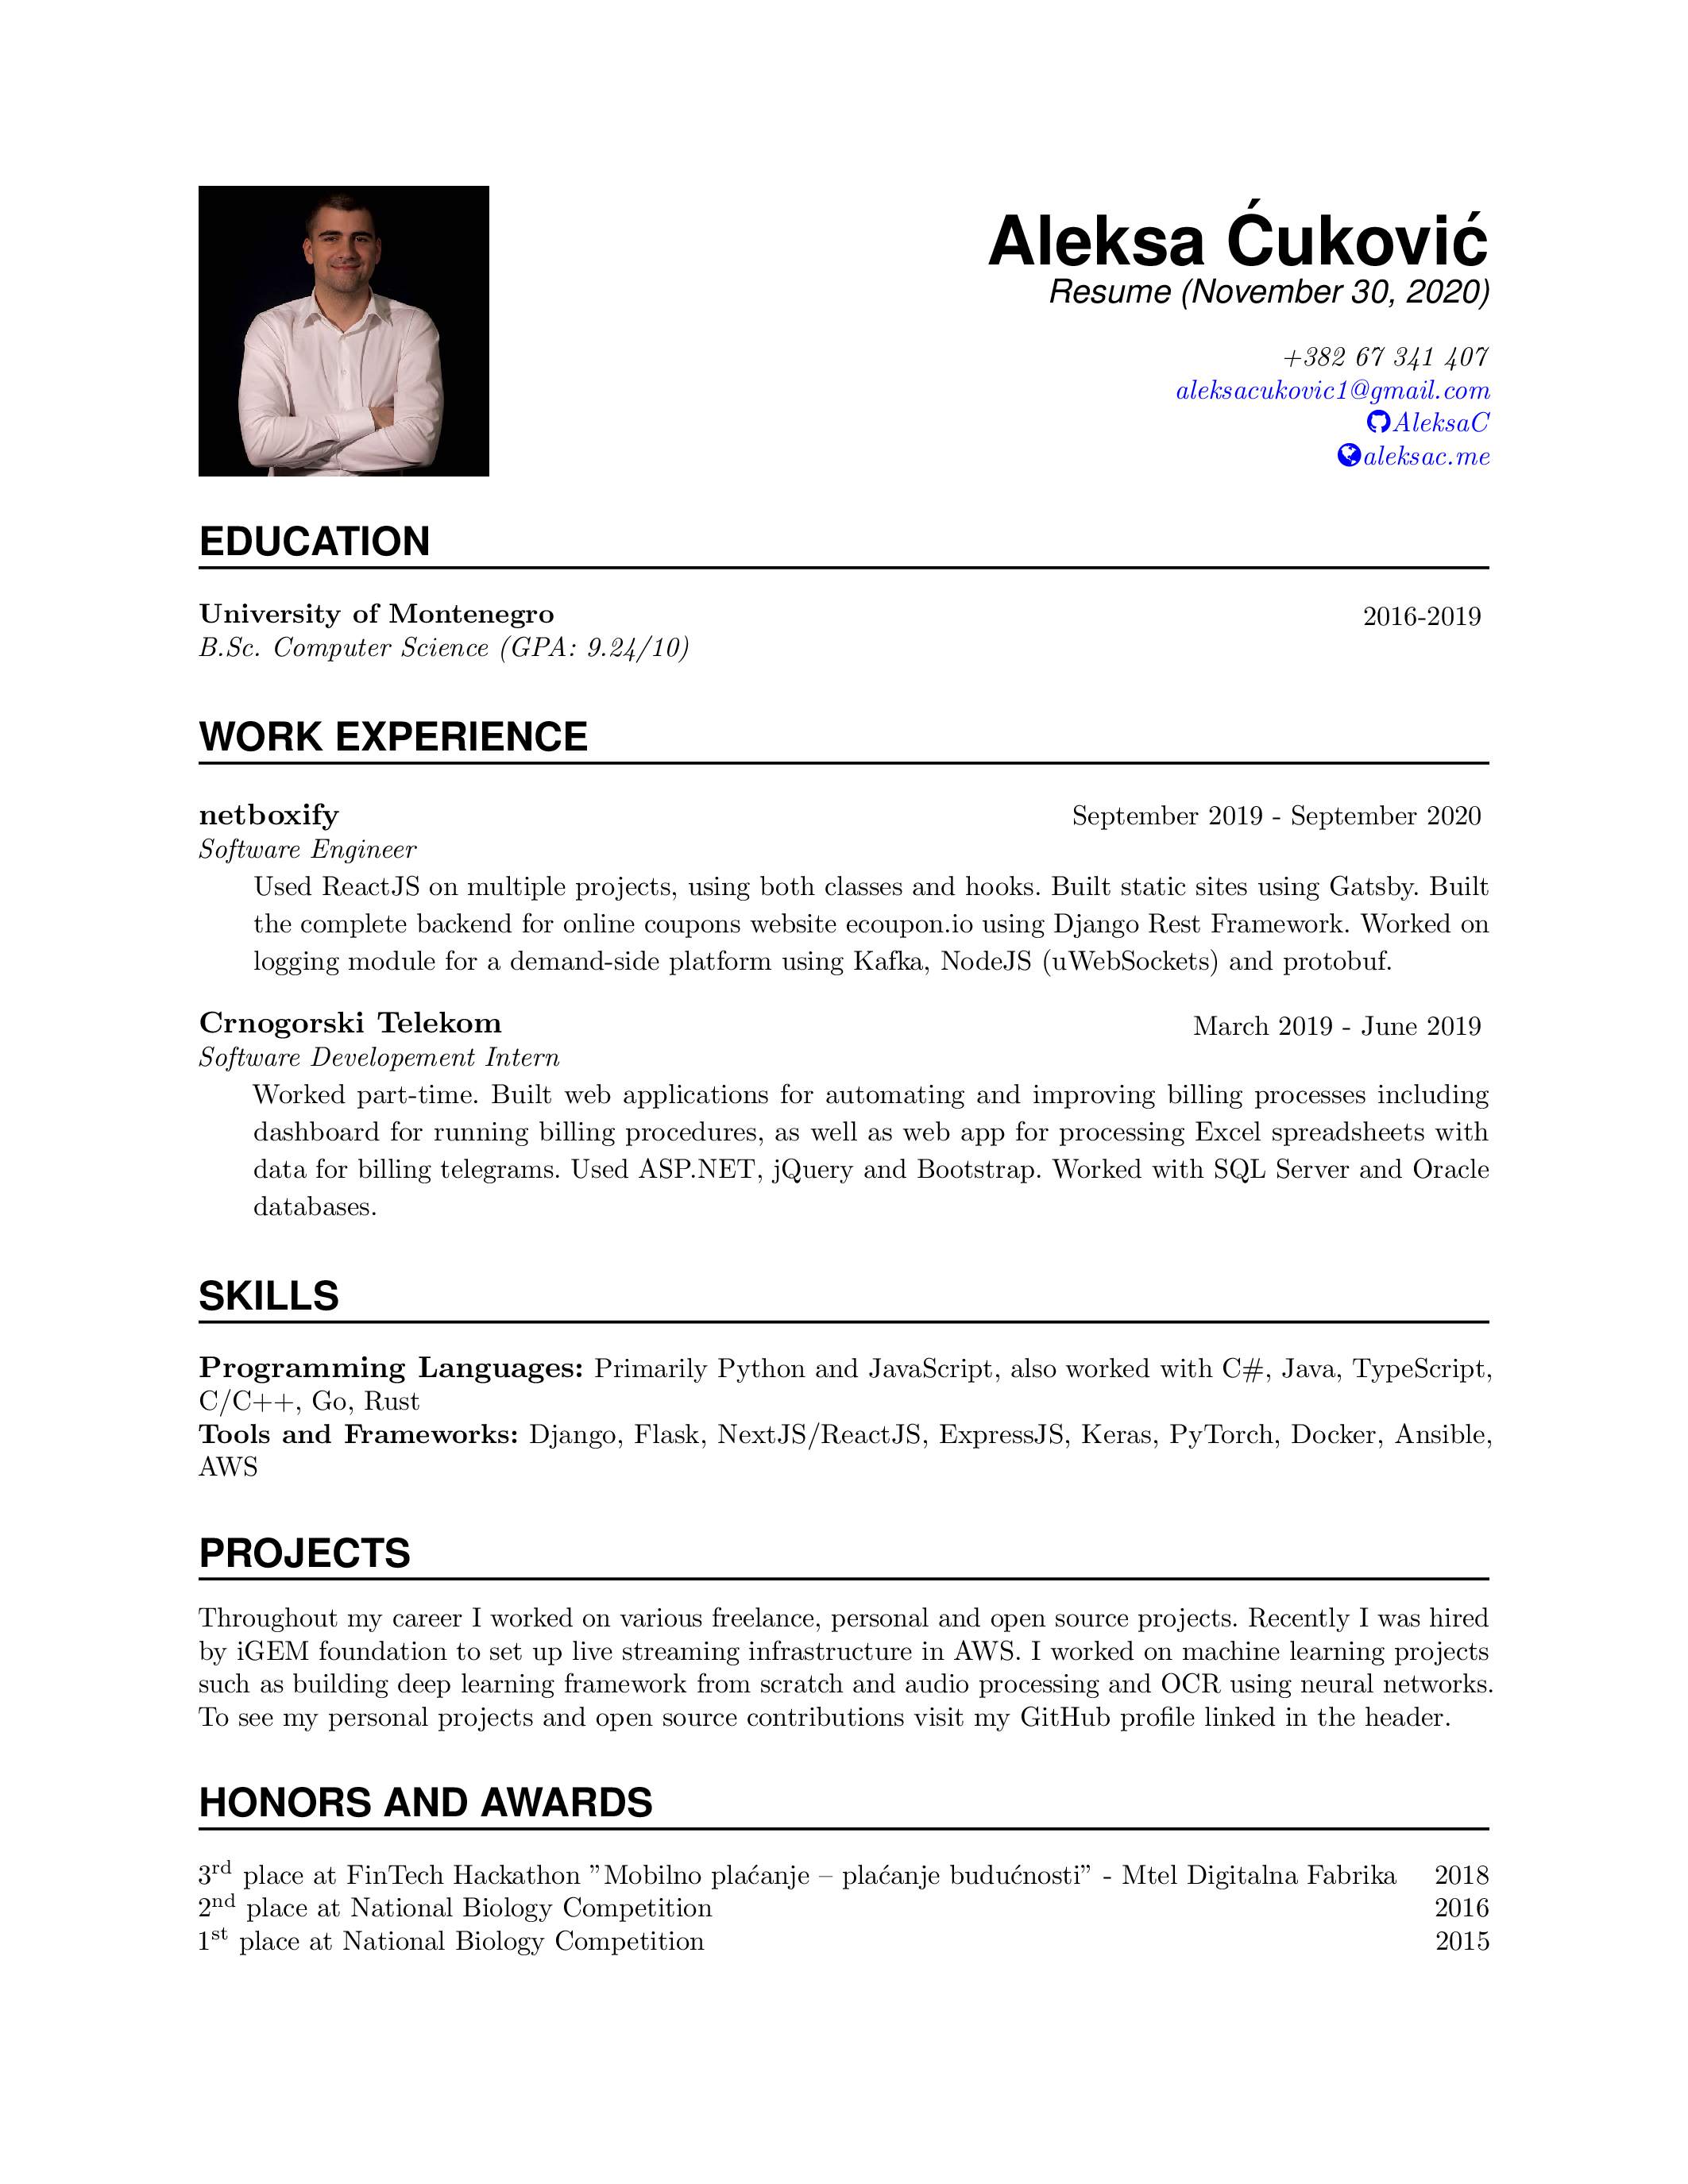 Aleksa Ćuković
Resume (November 30, 2020)
+382 67 341 407
aleksacukovic1@gmail.com
AleksaC
aleksac.me
EDUCATION
University of Montenegro 2016-2019
B.Sc. Computer Science (GPA: 9.24/10)
WORK EXPERIENCE
netboxify September 2019 - September 2020
Software Engineer
Used ReactJS on multiple projects, using both classes and hooks. Built static sites using Gatsby. Built
the complete backend for online coupons website ecoupon.io using Django Rest Framework. Worked on
logging module for a demand-side platform using Kafka, NodeJS (uWebSockets) and protobuf.
Crnogorski Telekom March 2019 - June 2019
Software Developement Intern
Worked part-time. Built web applications for automating and improving billing processes including
dashboard for running billing procedures, as well as web app for processing Excel spreadsheets with
data for billing telegrams. Used ASP.NET, jQuery and Bootstrap. Worked with SQL Server and Oracle
databases.
SKILLS
Programming Languages: Primarily Python and JavaScript, also worked with C#, Java, TypeScript,
C/C++, Go, Rust
Tools and Frameworks: Django, Flask, NextJS/ReactJS, ExpressJS, Keras, PyTorch, Docker, Ansible,
AWS
PROJECTS
Throughout my career I worked on various freelance, personal and open source projects. Recently I was hired
by iGEM foundation to set up live streaming infrastructure in AWS. I worked on machine learning projects
such as building deep learning framework from scratch and audio processing and OCR using neural networks.
To see my personal projects and open source contributions visit my GitHub profile linked in the header.
HONORS AND AWARDS
3rd place at FinTech Hackathon ”Mobilno plaćanje – plaćanje budućnosti” - Mtel Digitalna Fabrika 2018
2nd place at National Biology Competition 2016
1st place at National Biology Competition 2015